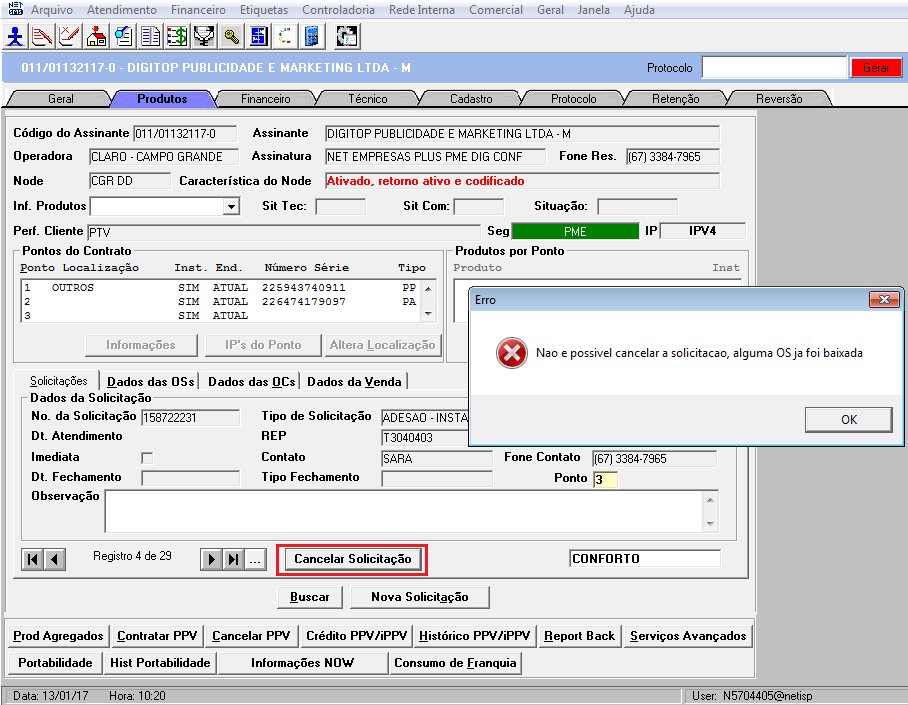 NET SMS Arquivo Atendimento Financeiro Etiquetas Controladoria Rede Interna Comercial Geral Janela Ajuda
011/01132117-0 - DIGITOP PUBLICIDADE E MARKETING LTDA - M Protocolo Gerar
Geral Produtos Financeiro Técnico Cadastro Protocolo Retenção Reversão
Código do Assinante 011/01132117-0 Assinante DIGITOP PUBLICIDADE E MARKETING LTDA - M
Operadora CLARO - CAMPO GRANDE Assinatura NET EMPRESAS PLUS PME DIG CONF Fone Res. (67) 3384-7965
Node CGR DD Característica do Node Ativado, retorno ativo e codificado
Inf. Produtos Sit Tec: Sit Com: Situação:
Perf. Cliente PTV Seg PME IP IPV4
Pontos do Contrato Produtos por Ponto
Ponto Localização Inst. End. Número Série Tipo Produto Inst
1 OUTROS SIM ATUAL 225943740911 PP
2 SIM ATUAL 226474179097 PA
3 SIM ATUAL
Informações IP's do Ponto Altera Localização
Erro
Nao e possivel cancelar a solicitacao, alguma OS ja foi baixada
OK
Solicitações Dados das OSs Dados das OCs Dados da Venda
Dados da Solicitação
No. da Solicitação 158722231 Tipo de Solicitação ADESAO - INSTA
Dt. Atendimento REP T3040403
Imediata Contato SARA Fone Contato (67) 3384-7965
Dt. Fechamento Tipo Fechamento Ponto 3
Observação
Registro 4 de 29 ... Cancelar Solicitação CONFORTO
Buscar Nova Solicitação
Prod Agregados Contratar PPV Cancelar PPV Crédito PPV/iPPV Histórico PPV/iPPV Report Back Serviços Avançados
Portabilidade Hist Portabilidade Informações NOW Consumo de Franquia
Data: 13/01/17 Hora: 10:20 User: N5704405@netisp